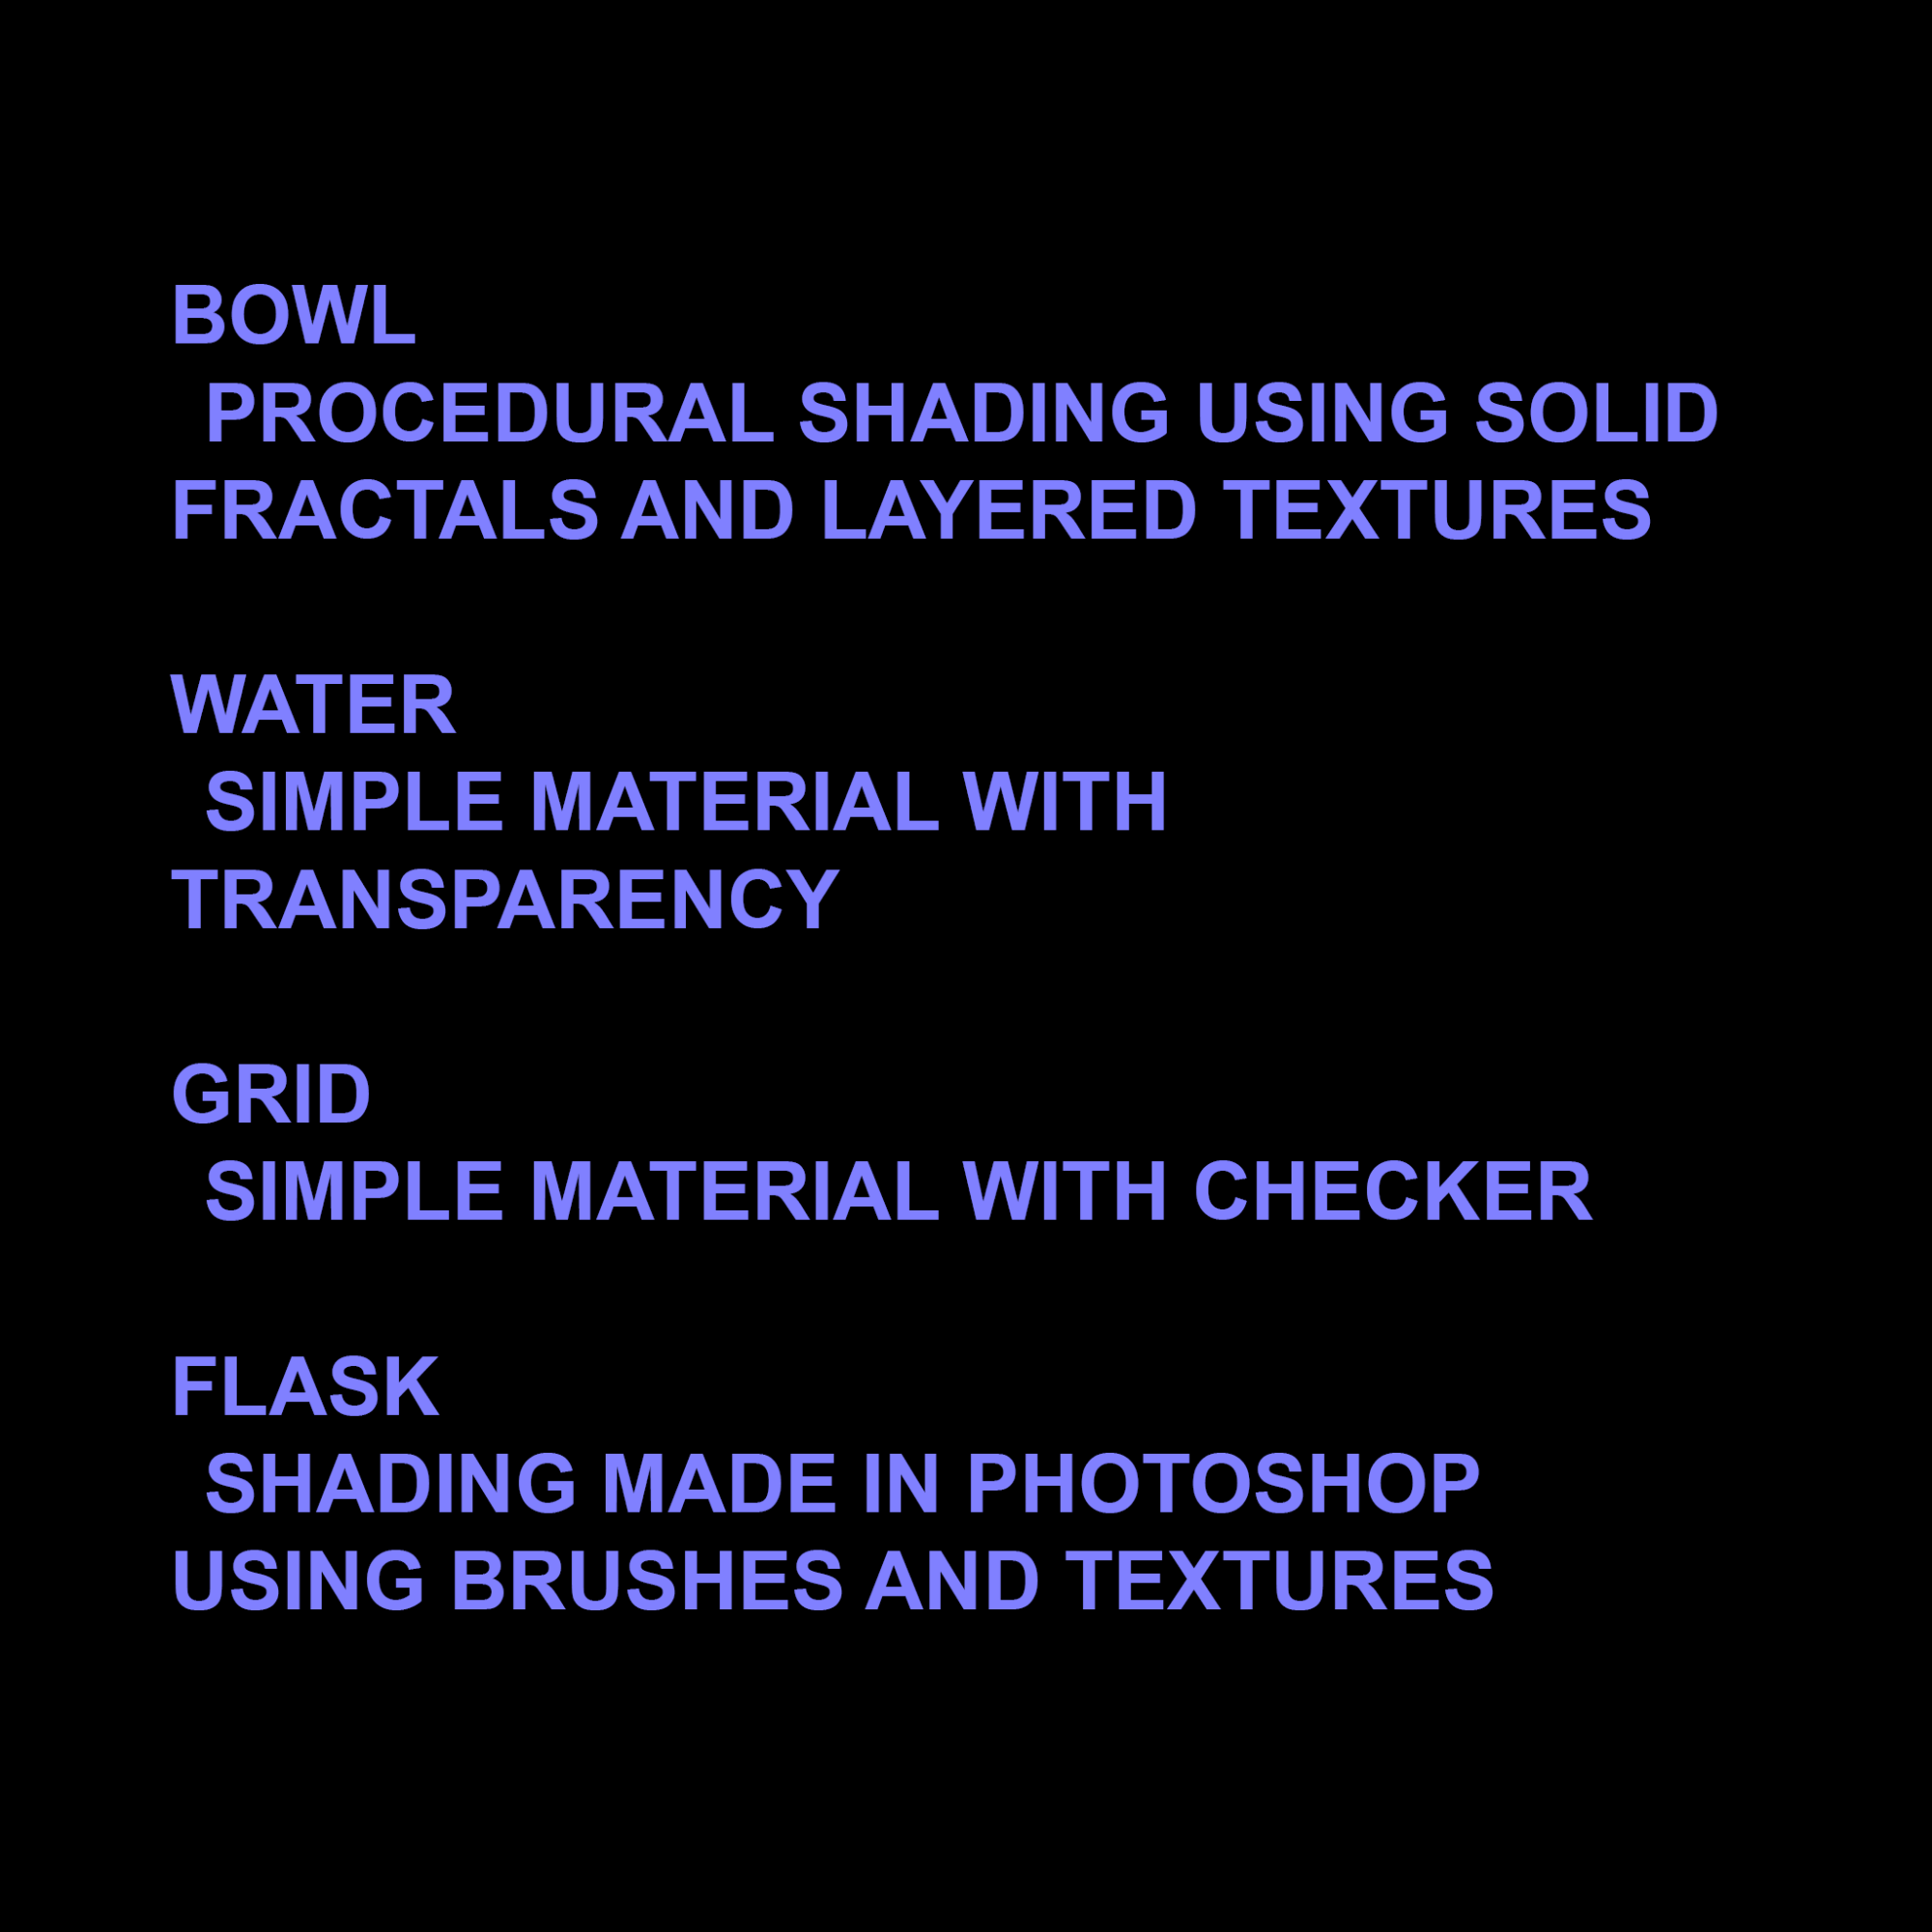 BOWL
PROCEDURAL SHADING USING SOLID
FRACTALS AND LAYERED TEXTURES
WATER
SIMPLE MATERIAL WITH
TRANSPARENCY
GRID
SIMPLE MATERIAL WITH CHECKER
FLASK
SHADING MADE IN PHOTOSHOP
USING BRUSHES AND TEXTURES